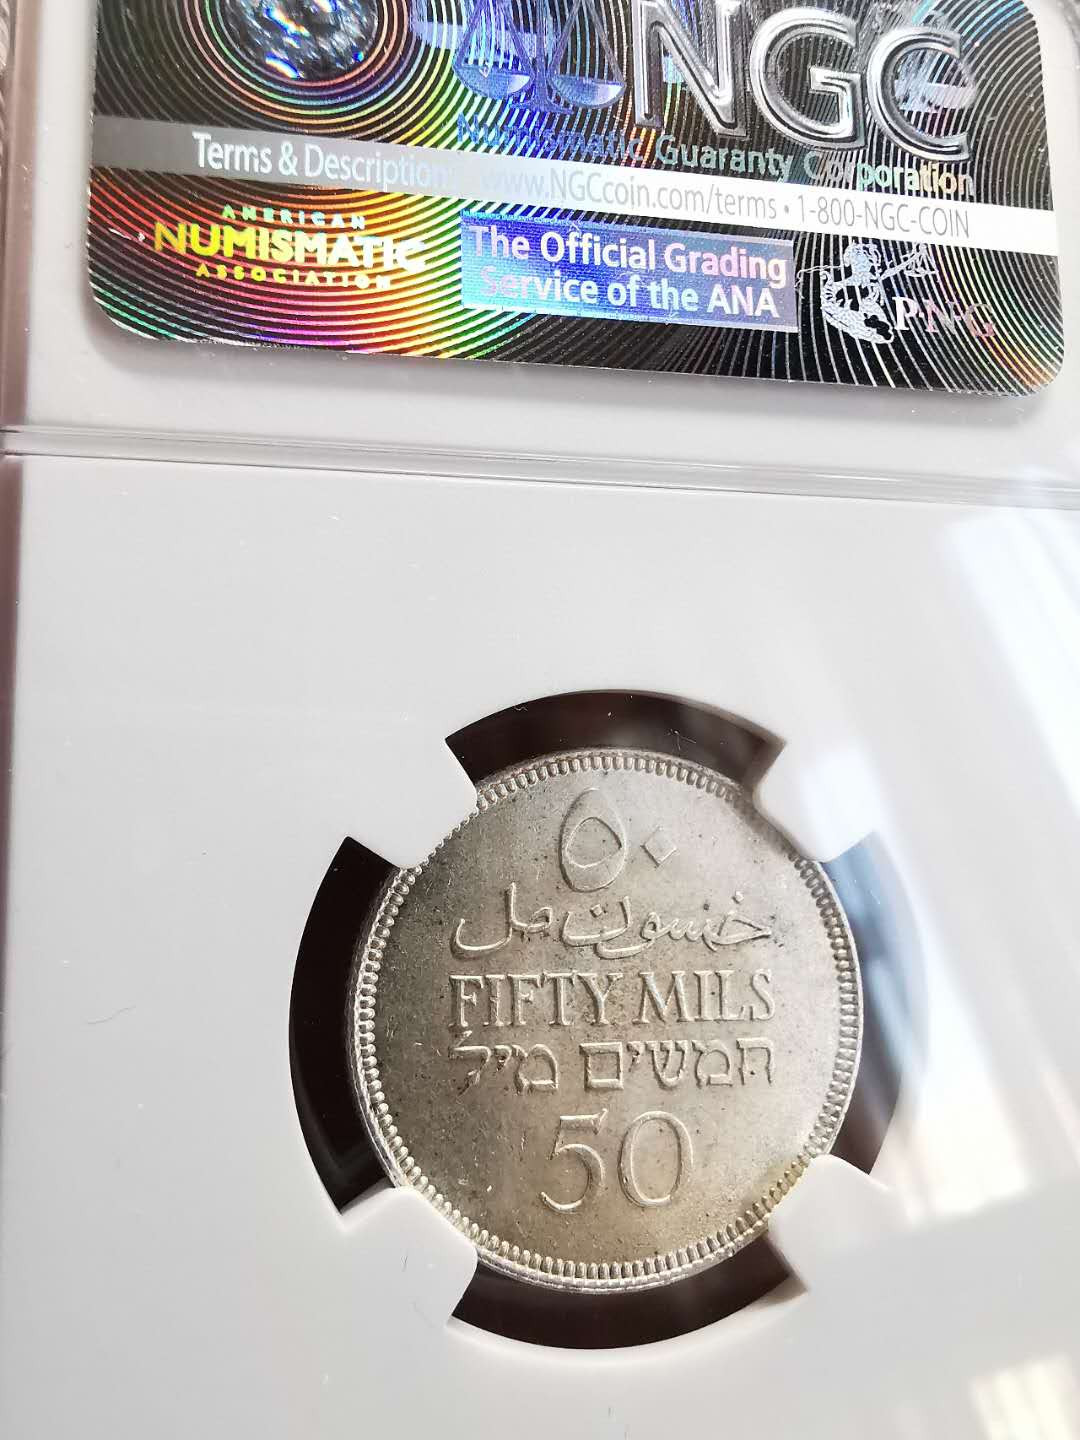 NGC
Numismatic Guaranty Corporation
Terms & Descriptions www.NGCcoin.com/terms • 1-800-NGC-COIN
AMERICAN
NUMISMATIC
ASSOCIATION
The Official Grading
Service of the ANA
P·N·G
٥٠
خمسون مل
FIFTY MILS
חמשים מיל
50